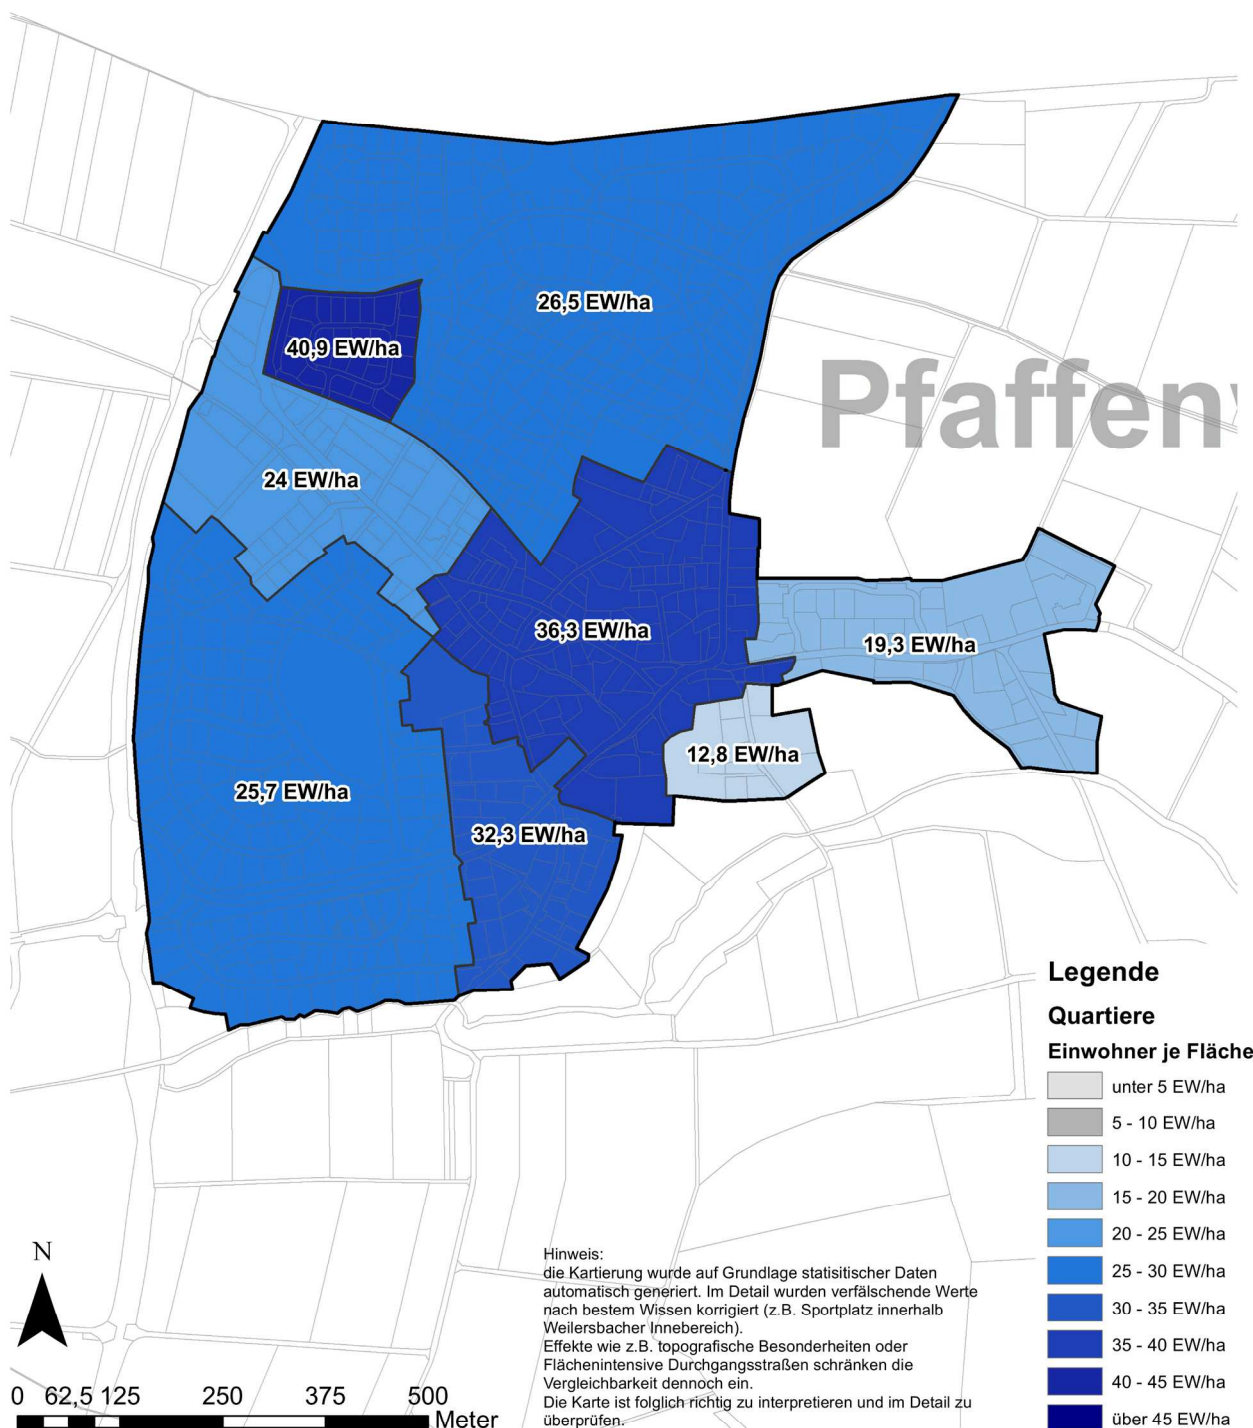 26,5 EW/ha
40,9 EW/ha
Pfaffen
24 EW/ha
36,3 EW/ha
19,3 EW/ha
12,8 EW/ha
25,7 EW/ha
32,3 EW/ha
Legende
Quartiere
Einwohner je Fläche
unter 5 EW/ha
5 - 10 EW/ha
10 - 15 EW/ha
15 - 20 EW/ha
20 - 25 EW/ha
25 - 30 EW/ha
30 - 35 EW/ha
35 - 40 EW/ha
40 - 45 EW/ha
über 45 EW/ha
N
0 62,5 125 250 375 500
Meter
Hinweis:
die Kartierung wurde auf Grundlage statisitischer Daten
automatisch generiert. Im Detail wurden verfälschende Werte
nach bestem Wissen korrigiert (z.B. Sportplatz innerhalb
Weilersbacher Innebereich).
Effekte wie z.B. topografische Besonderheiten oder
Flächenintensive Durchgangsstraßen schränken die
Vergleichbarkeit dennoch ein.
Die Karte ist folglich richtig zu interpretieren und im Detail zu
überprüfen.